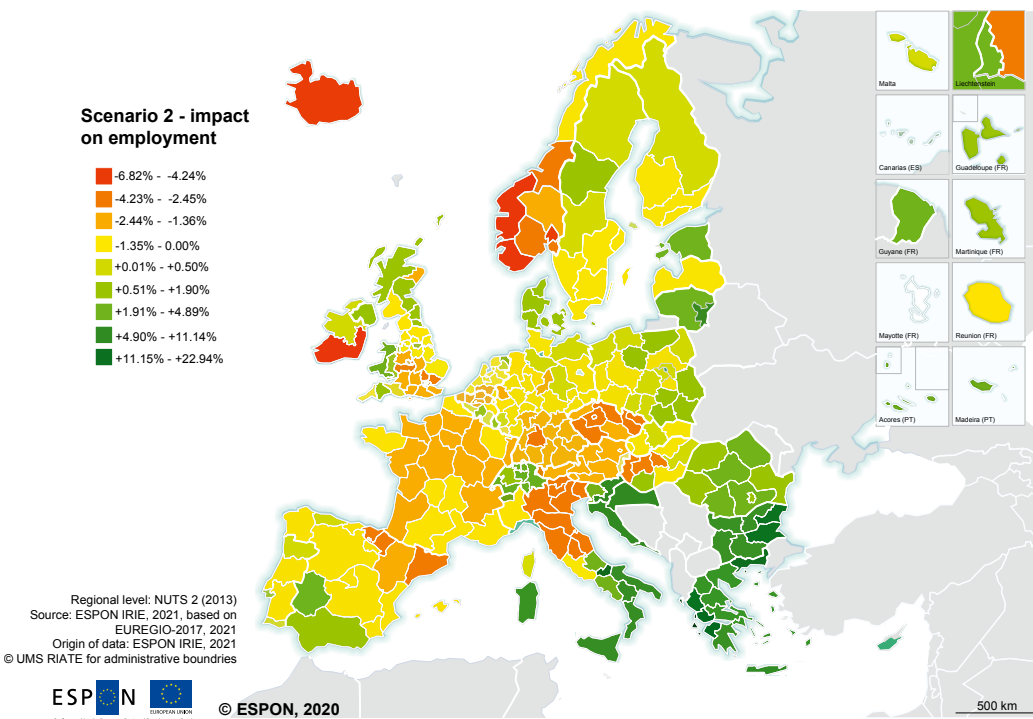 Scenario 2 - impact
on employment
-6.82% - -4.24%
-4.23% - -2.45%
-2.44% - -1.36%
-1.35% - 0.00%
+0.01% - +0.50%
+0.51% - +1.90%
+1.91% - +4.89%
+4.90% - +11.14%
+11.15% - +22.94%
Malta
Liechtenstein
Canarias (ES)
Guadeloupe (FR)
Guyane (FR)
Martinique (FR)
Mayotte (FR)
Reunion (FR)
Acores (PT)
Madeira (PT)
Regional level: NUTS 2 (2013)
Source: ESPON IRIE, 2021, based on
EUREGIO-2017, 2021
Origin of data: ESPON IRIE, 2021
© UMS RIATE for administrative boundries
ESPON
EUROPEAN UNION
© ESPON, 2020
500 km